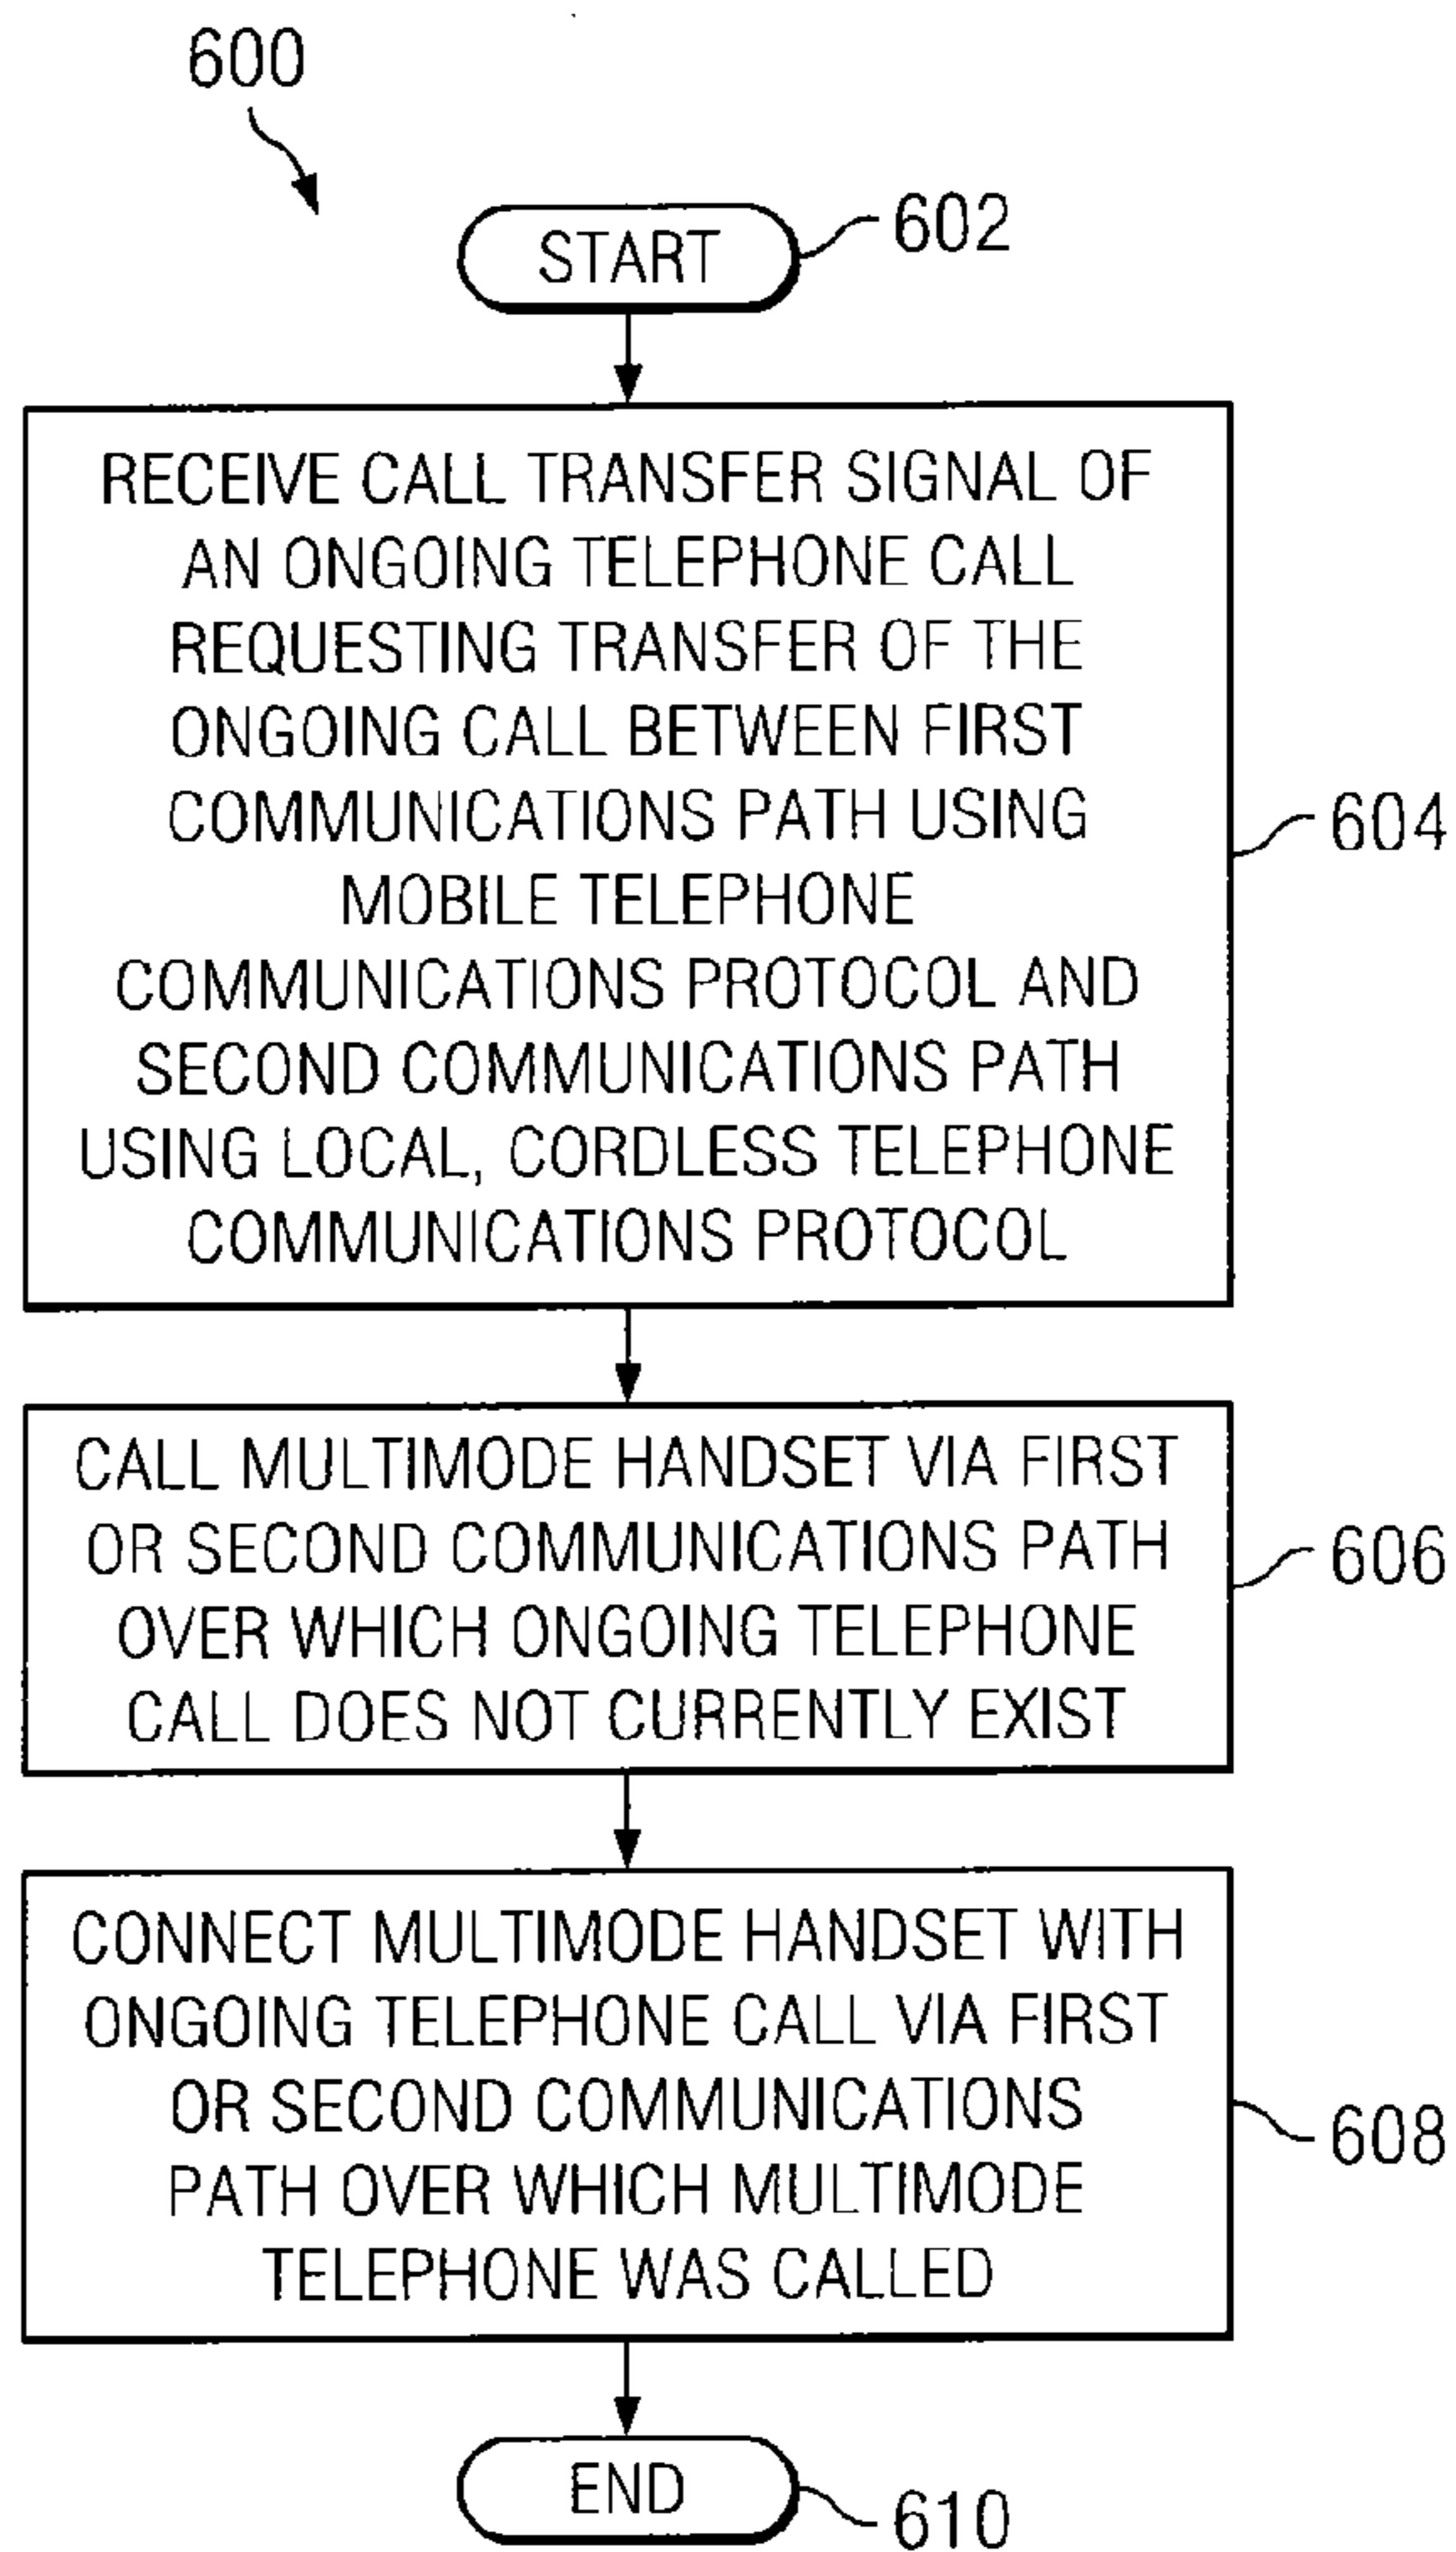 600
START
602
RECEIVE CALL TRANSFER SIGNAL OF
AN ONGOING TELEPHONE CALL
REQUESTING TRANSFER OF THE
ONGOING CALL BETWEEN FIRST
COMMUNICATIONS PATH USING
MOBILE TELEPHONE
COMMUNICATIONS PROTOCOL AND
SECOND COMMUNICATIONS PATH
USING LOCAL, CORDLESS TELEPHONE
COMMUNICATIONS PROTOCOL
604
CALL MULTIMODE HANDSET VIA FIRST
OR SECOND COMMUNICATIONS PATH
OVER WHICH ONGOING TELEPHONE
CALL DOES NOT CURRENTLY EXIST
606
CONNECT MULTIMODE HANDSET WITH
ONGOING TELEPHONE CALL VIA FIRST
OR SECOND COMMUNICATIONS
PATH OVER WHICH MULTIMODE
TELEPHONE WAS CALLED
608
END
610